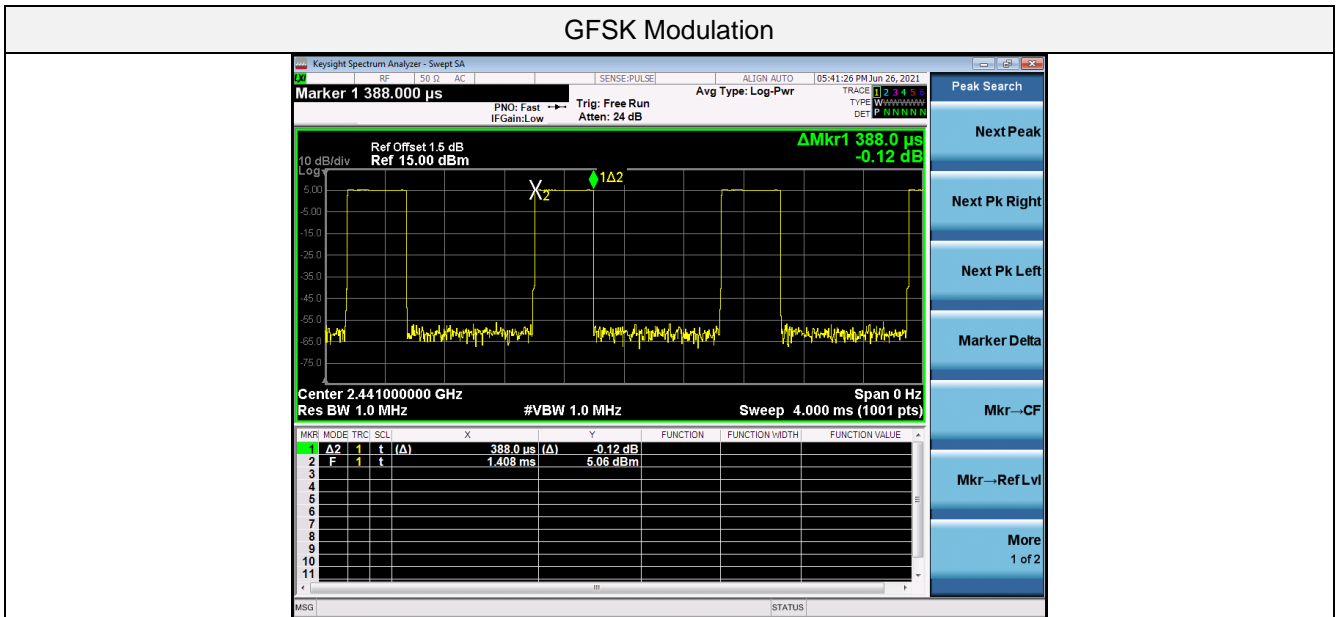 GFSK Modulation
Keysight Spectrum Analyzer - Swept SA
LXI RF 50 Ω AC SENSE:PULSE ALIGN AUTO 05:41:26 PM Jun 26, 2021
Marker 1 388.000 µs
PNO: Fast
IFGain:Low
Trig: Free Run
Atten: 24 dB
Avg Type: Log-Pwr
TRACE 1 2 3 4 5 6
TYPE WWWWWW
DET P N N N N N
ΔMkr1 388.0 µs
-0.12 dB
Ref Offset 1.5 dB
10 dB/div Ref 15.00 dBm
Log
1Δ2
X2
5.00
-5.00
-15.0
-25.0
-35.0
-45.0
-55.0
-65.0
-75.0
Center 2.441000000 GHz Span 0 Hz
Res BW 1.0 MHz #VBW 1.0 MHz Sweep 4.000 ms (1001 pts)
MKR MODE TRC SCL X Y FUNCTION FUNCTION WIDTH FUNCTION VALUE
1 Δ2 1 t (Δ) 388.0 µs (Δ) -0.12 dB
2 F 1 t 1.408 ms 5.06 dBm
3
4
5
6
7
8
9
10
11
MSG STATUS
Peak Search
Next Peak
Next Pk Right
Next Pk Left
Marker Delta
Mkr→CF
Mkr→Ref Lvl
More
1 of 2